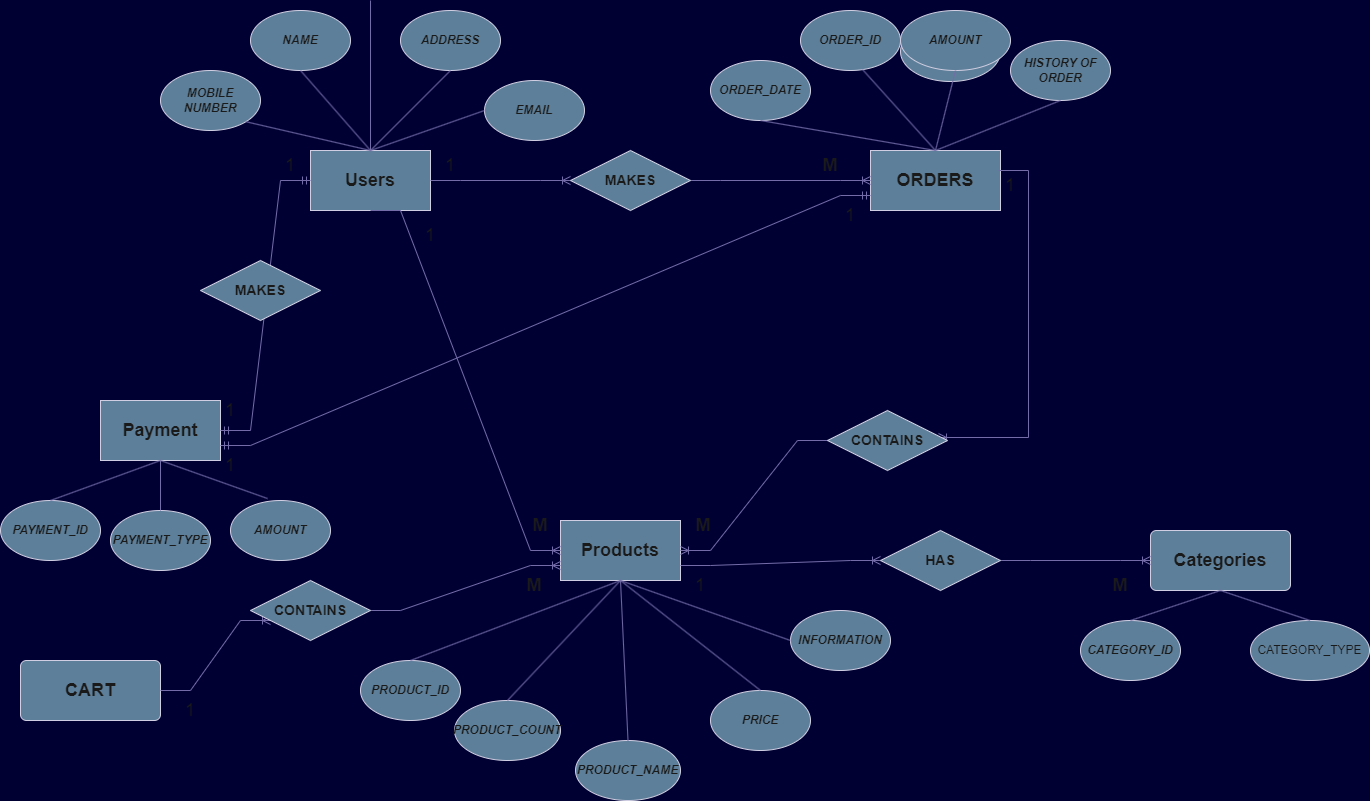 NAME
ADDRESS
ORDER_ID
AMOUNT
HISTORY OF
ORDER
MOBILE
NUMBER
EMAIL
ORDER_DATE
1
1
M
Users
MAKES
ORDERS
1
1
1
MAKES
1
Payment
CONTAINS
1
PAYMENT_ID
PAYMENT_TYPE
AMOUNT
M
M
Products
HAS
Categories
M
1
M
CONTAINS
INFORMATION
CATEGORY_ID
CATEGORY_TYPE
CART
1
PRODUCT_ID
PRODUCT_COUNT
PRICE
PRODUCT_NAME